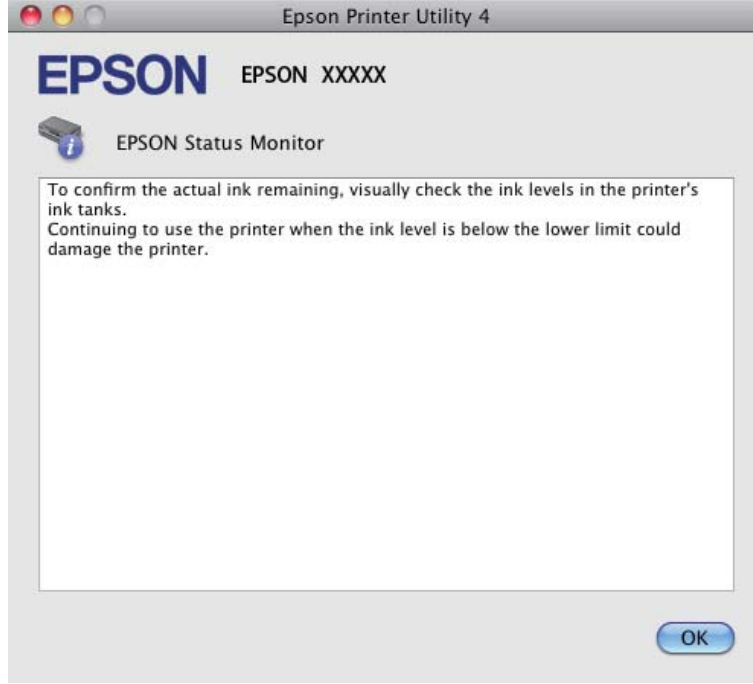 Epson Printer Utility 4
EPSON EPSON XXXXX
i EPSON Status Monitor
To confirm the actual ink remaining, visually check the ink levels in the printer's
ink tanks.
Continuing to use the printer when the ink level is below the lower limit could
damage the printer.
OK